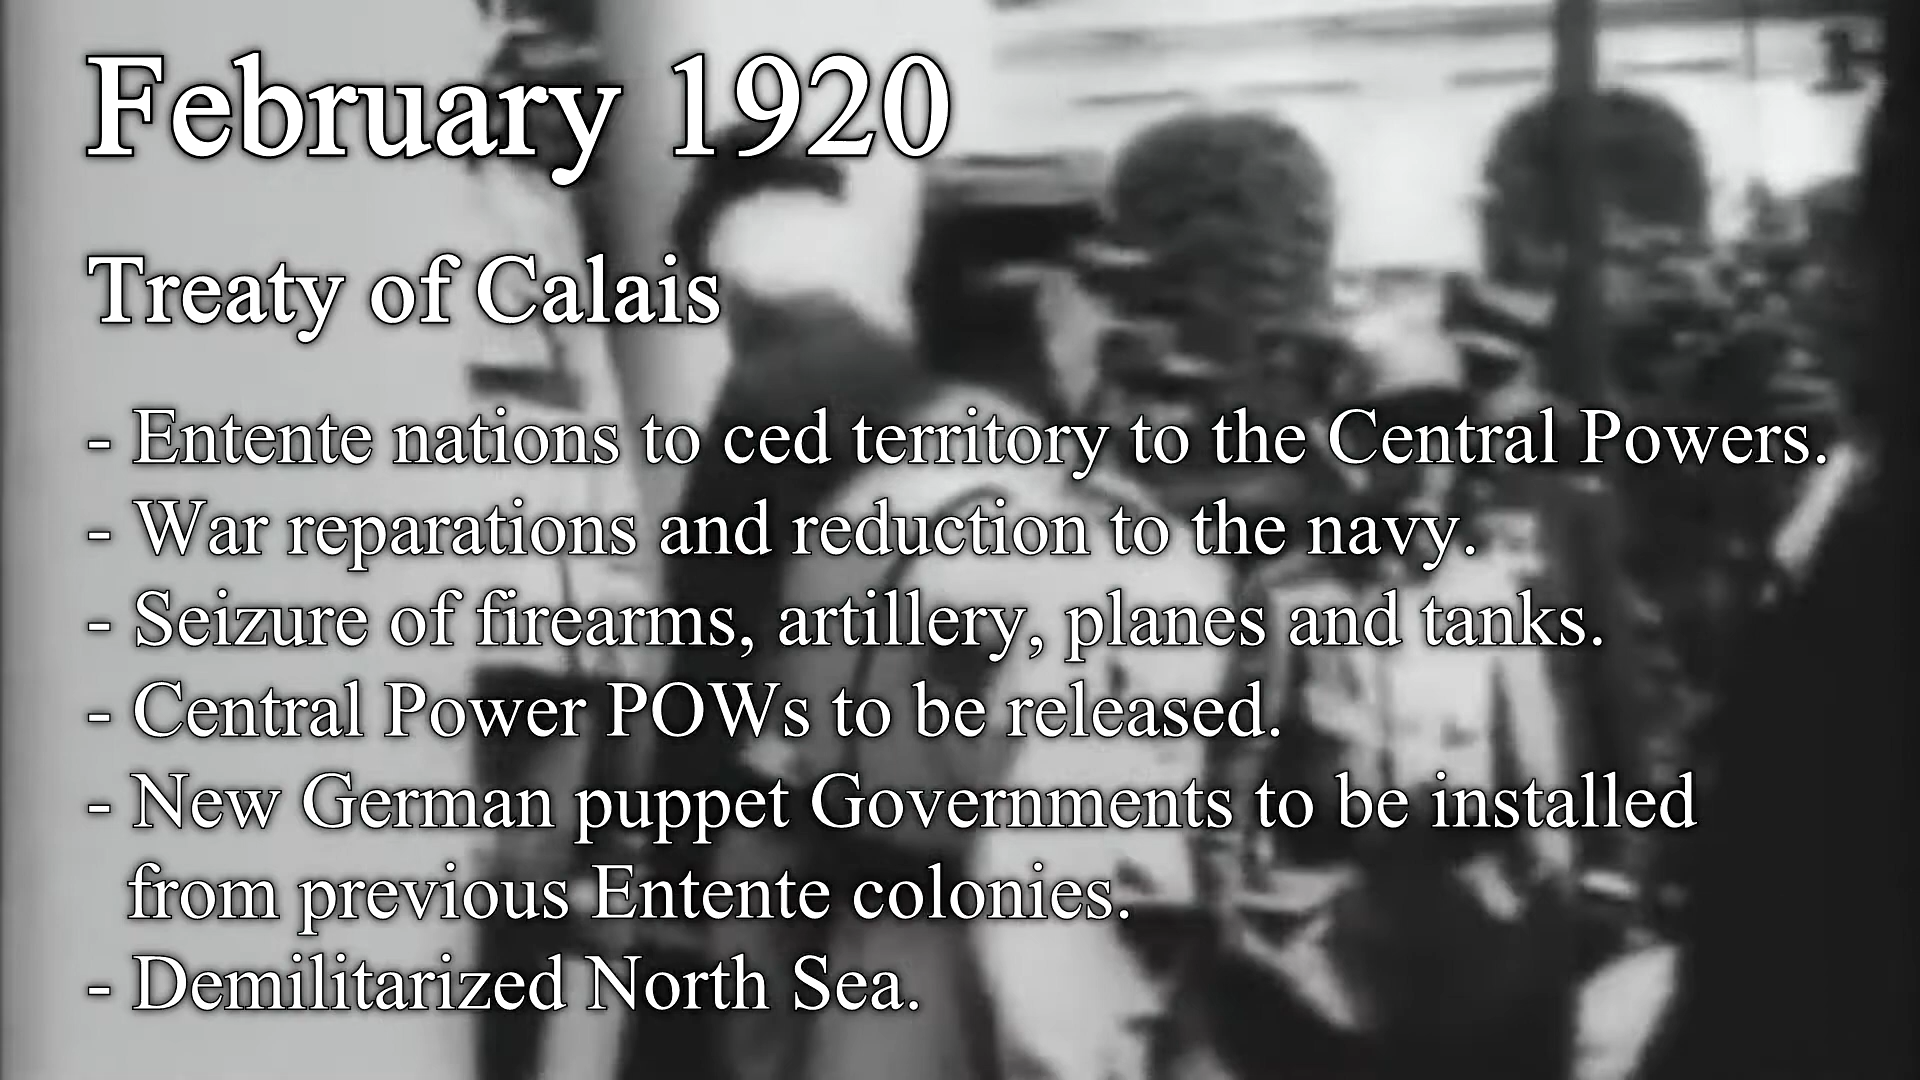 February 1920
Treaty of Calais
- Entente nations to ced territory to the Central Powers.
- War reparations and reduction to the navy.
- Seizure of firearms, artillery, planes and tanks.
- Central Power POWs to be released.
- New German puppet Governments to be installed
from previous Entente colonies.
- Demilitarized North Sea.